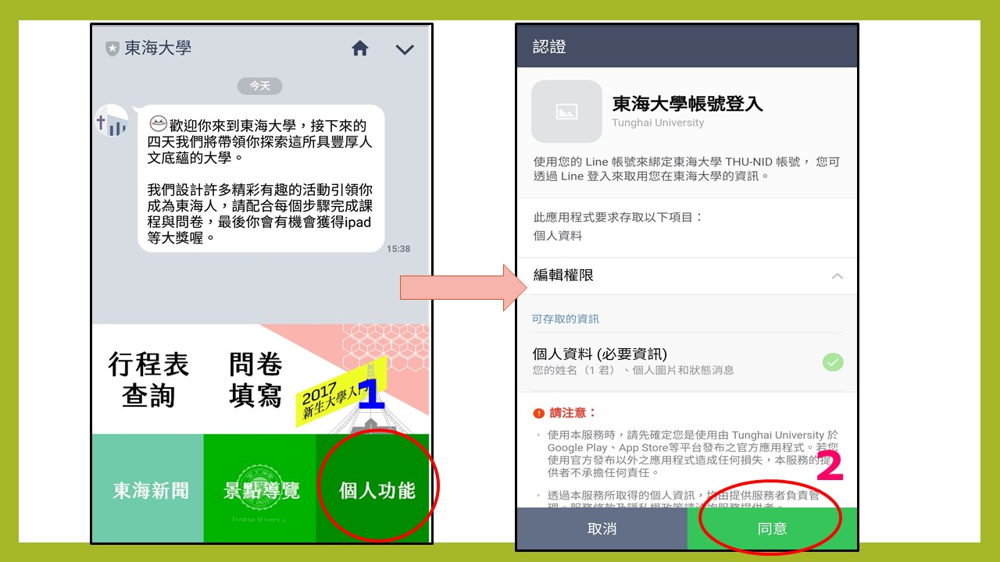 東海大學
今天
歡迎你來到東海大學，接下來的
四天我們將帶領你探索這所具豐厚人
文底蘊的大學。
我們設計許多精彩有趣的活動引領你
成為東海人，請配合每個步驟完成課
程與問卷，最後你會有機會獲得ipad
等大獎喔。
15:38
行程表
查詢
問卷
填寫
2017
新生大學入門
1
東海新聞
景點導覽
Tunghai University
個人功能
認證
東海大學帳號登入
Tunghai University
使用您的 Line 帳號來綁定東海大學 THU-NID 帳號， 您可
透過 Line 登入來取用您在東海大學的資訊。
此應用程式要求存取以下項目：
個人資料
編輯權限
可存取的資訊
個人資料 (必要資訊)
您的姓名（1 君）、個人圖片和狀態消息
請注意：
• 使用本服務時，請先確定您是使用由 Tunghai University 於
Google Play、App Store等平台發布之官方應用程式。若您
使用官方發布以外之應用程式造成任何損失，本服務的提
供者不承擔任何責任。
2
• 透過本服務所取得的個人資訊，均由提供服務者負責管
理。服務條款及隱私權政策請洽詢服務提供者。
取消
同意